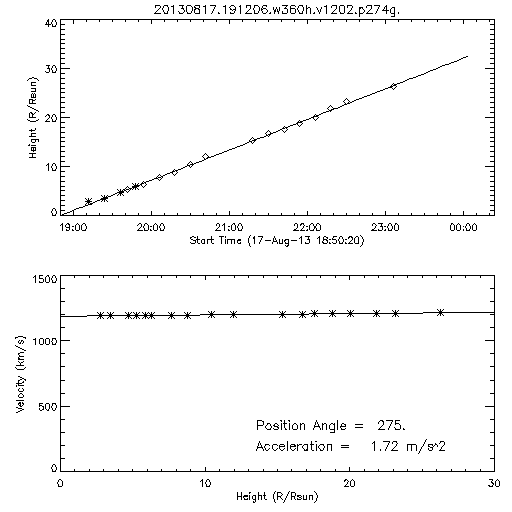 20130817.191206.w360h.v1202.p274g.
40
30
20
10
0
Height (R/Rsun)
19:00 20:00 21:00 22:00 23:00 00:00
Start Time (17-Aug-13 18:50:20)
1500
1000
500
0
Velocity (km/s)
Position Angle = 275.
Acceleration = 1.72 m/s^2
0 10 20 30
Height (R/Rsun)